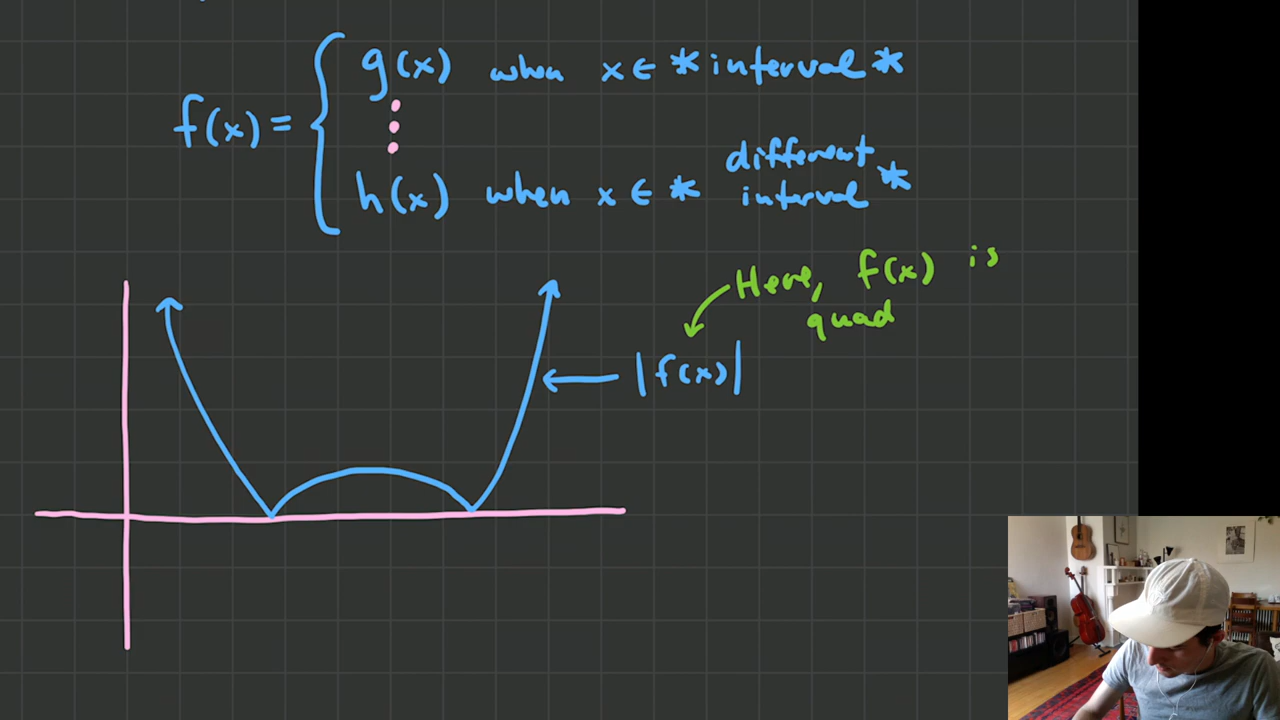 g(x) when x ∈ * interval *
f(x) = {
⋮
h(x) when x ∈ * different interval *
Here, f(x) is
quad
|f(x)|